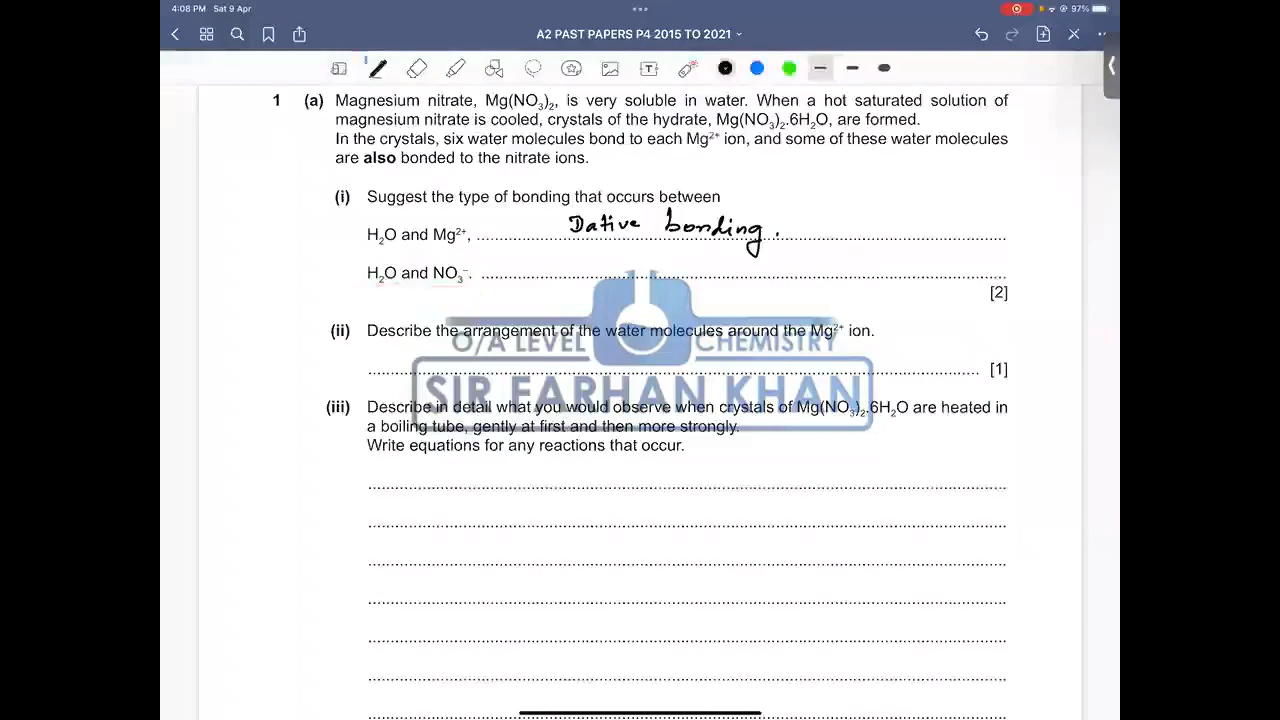 4:08 PM Sat 9 Apr
97%
A2 PAST PAPERS P4 2015 TO 2021
1 (a) Magnesium nitrate, Mg(NO₃)₂, is very soluble in water. When a hot saturated solution of
magnesium nitrate is cooled, crystals of the hydrate, Mg(NO₃)₂.6H₂O, are formed.
In the crystals, six water molecules bond to each Mg²⁺ ion, and some of these water molecules
are also bonded to the nitrate ions.
(i) Suggest the type of bonding that occurs between
H₂O and Mg²⁺, Dative bonding.
H₂O and NO₃⁻.
[2]
(ii) Describe the arrangement of the water molecules around the Mg²⁺ ion.
O/A LEVEL CHEMISTRY
[1]
SIR FARHAN KHAN
(iii) Describe in detail what you would observe when crystals of Mg(NO₃)₂.6H₂O are heated in
a boiling tube, gently at first and then more strongly.
Write equations for any reactions that occur.